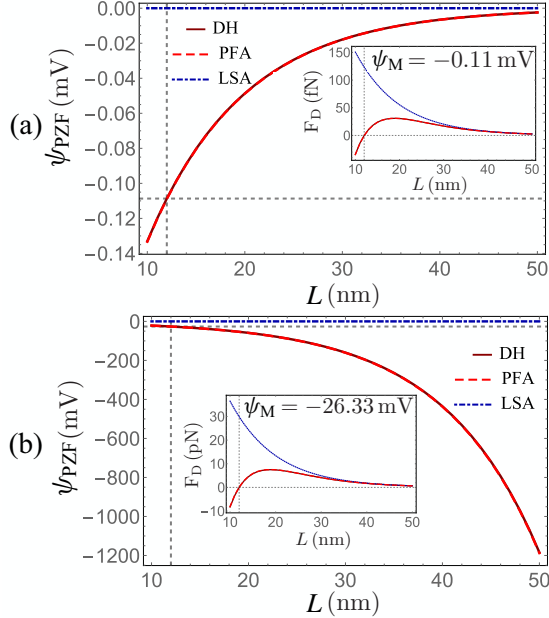 (a)
ψPZF (mV)
0.00
−0.02
−0.04
−0.06
−0.08
−0.10
−0.12
−0.14
DH
PFA
LSA
ψM = −0.11 mV
FD (fN)
150
100
50
0
10 20 30 40 50
L (nm)
10 20 30 40 50
L (nm)
(b)
ψPZF (mV)
0
−200
−400
−600
−800
−1000
−1200
DH
PFA
LSA
ψM = −26.33 mV
FD (pN)
30
20
10
0
−10
10 20 30 40 50
L (nm)
10 20 30 40 50
L (nm)